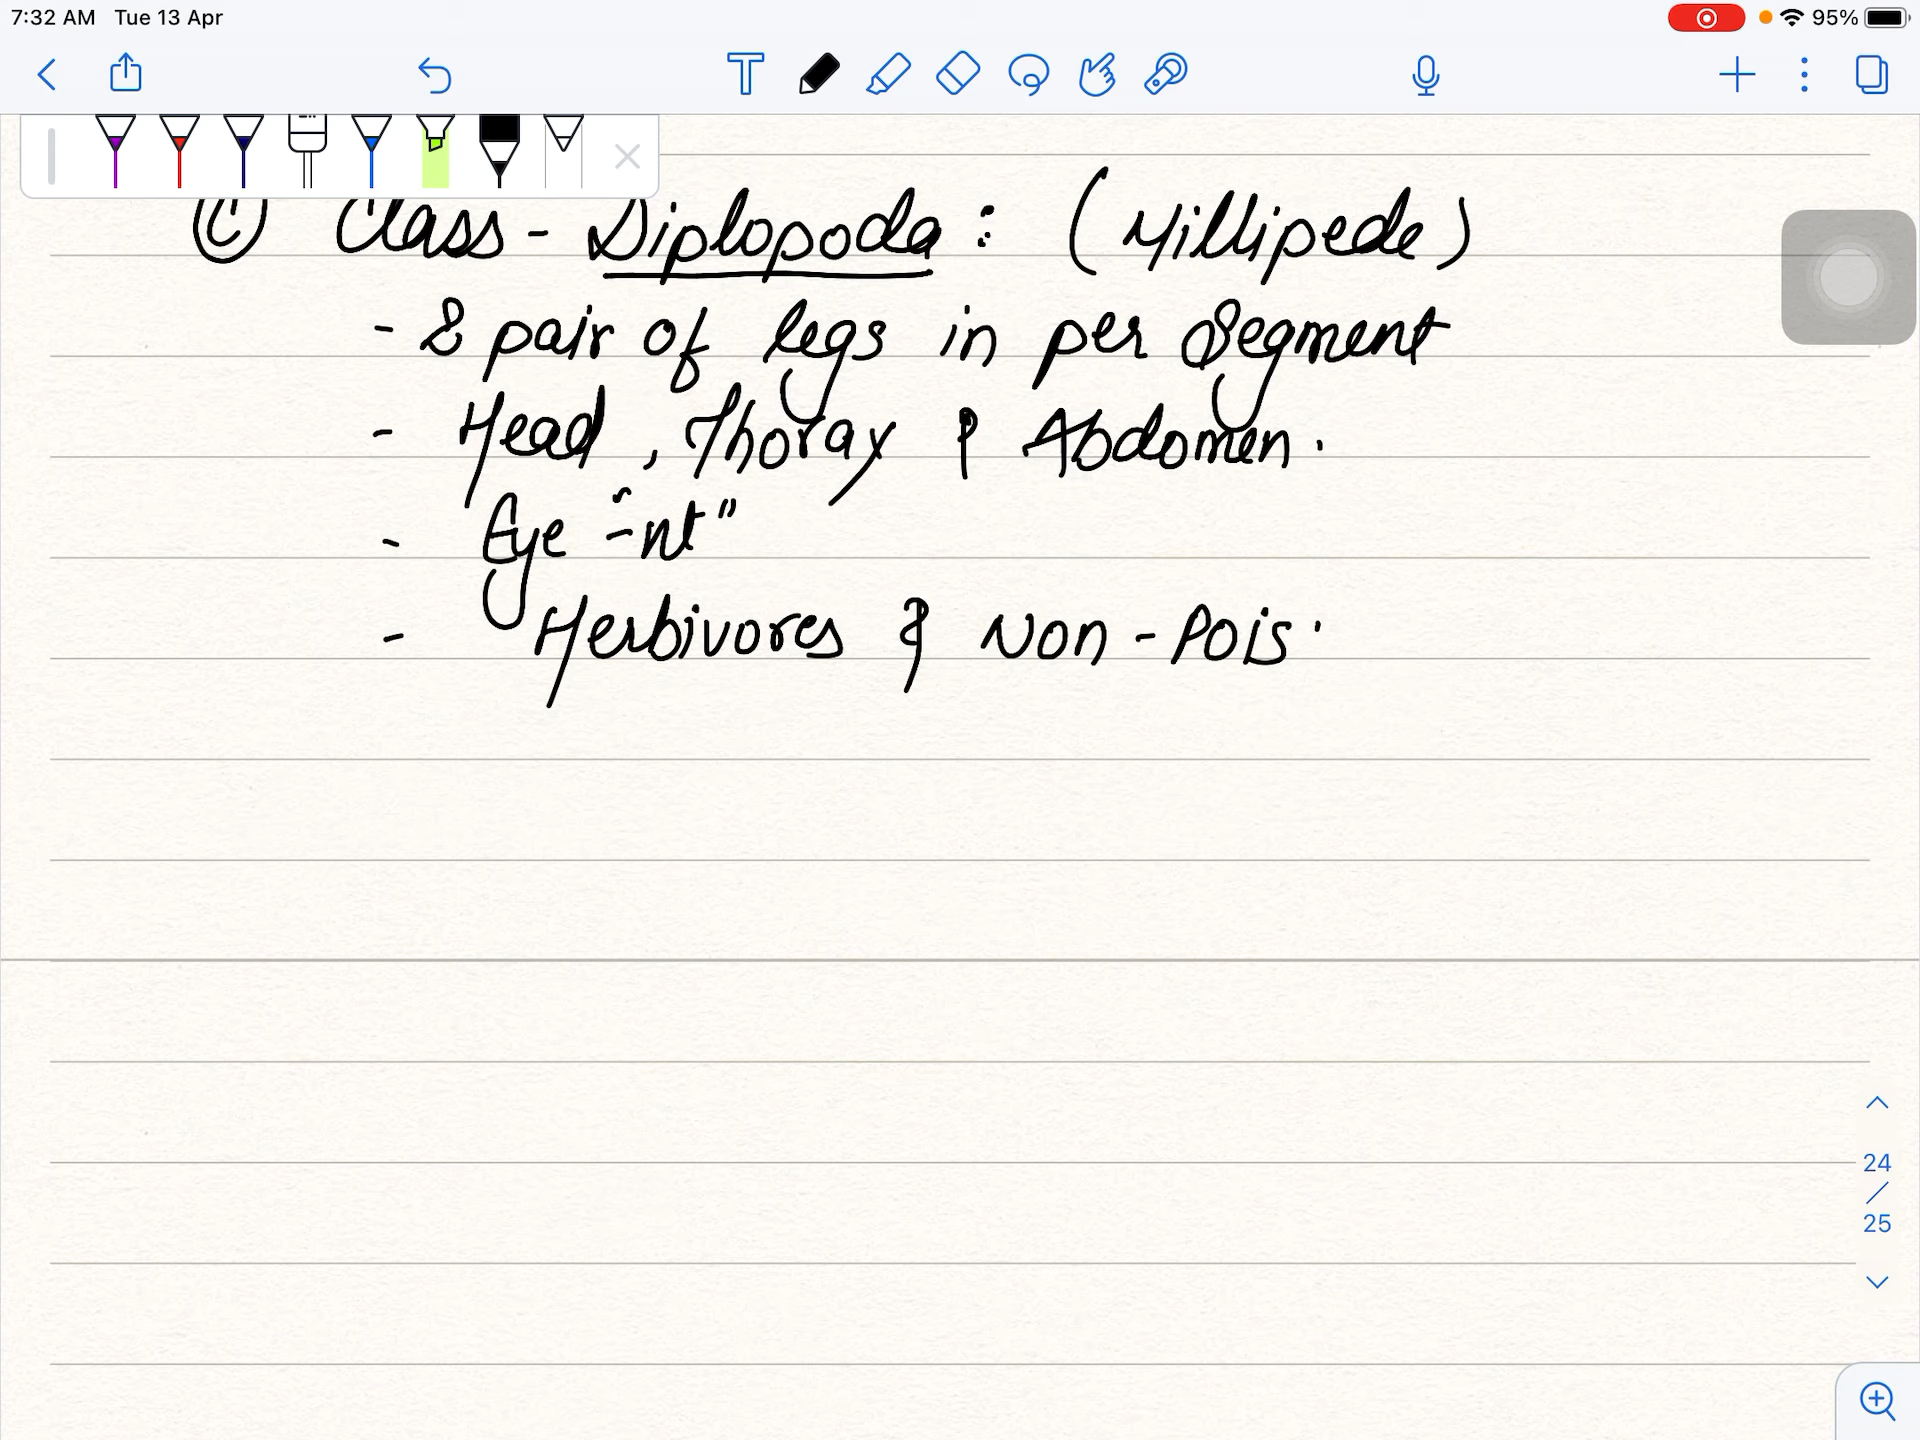 7:32 AM Tue 13 Apr 95%
T
C Class - Diplopoda : (Millipede)
- 2 pair of legs in per Segment
- Head , Thorax & Abdomen .
- Eye
- Herbivores & Non - Pois .
24
/
25